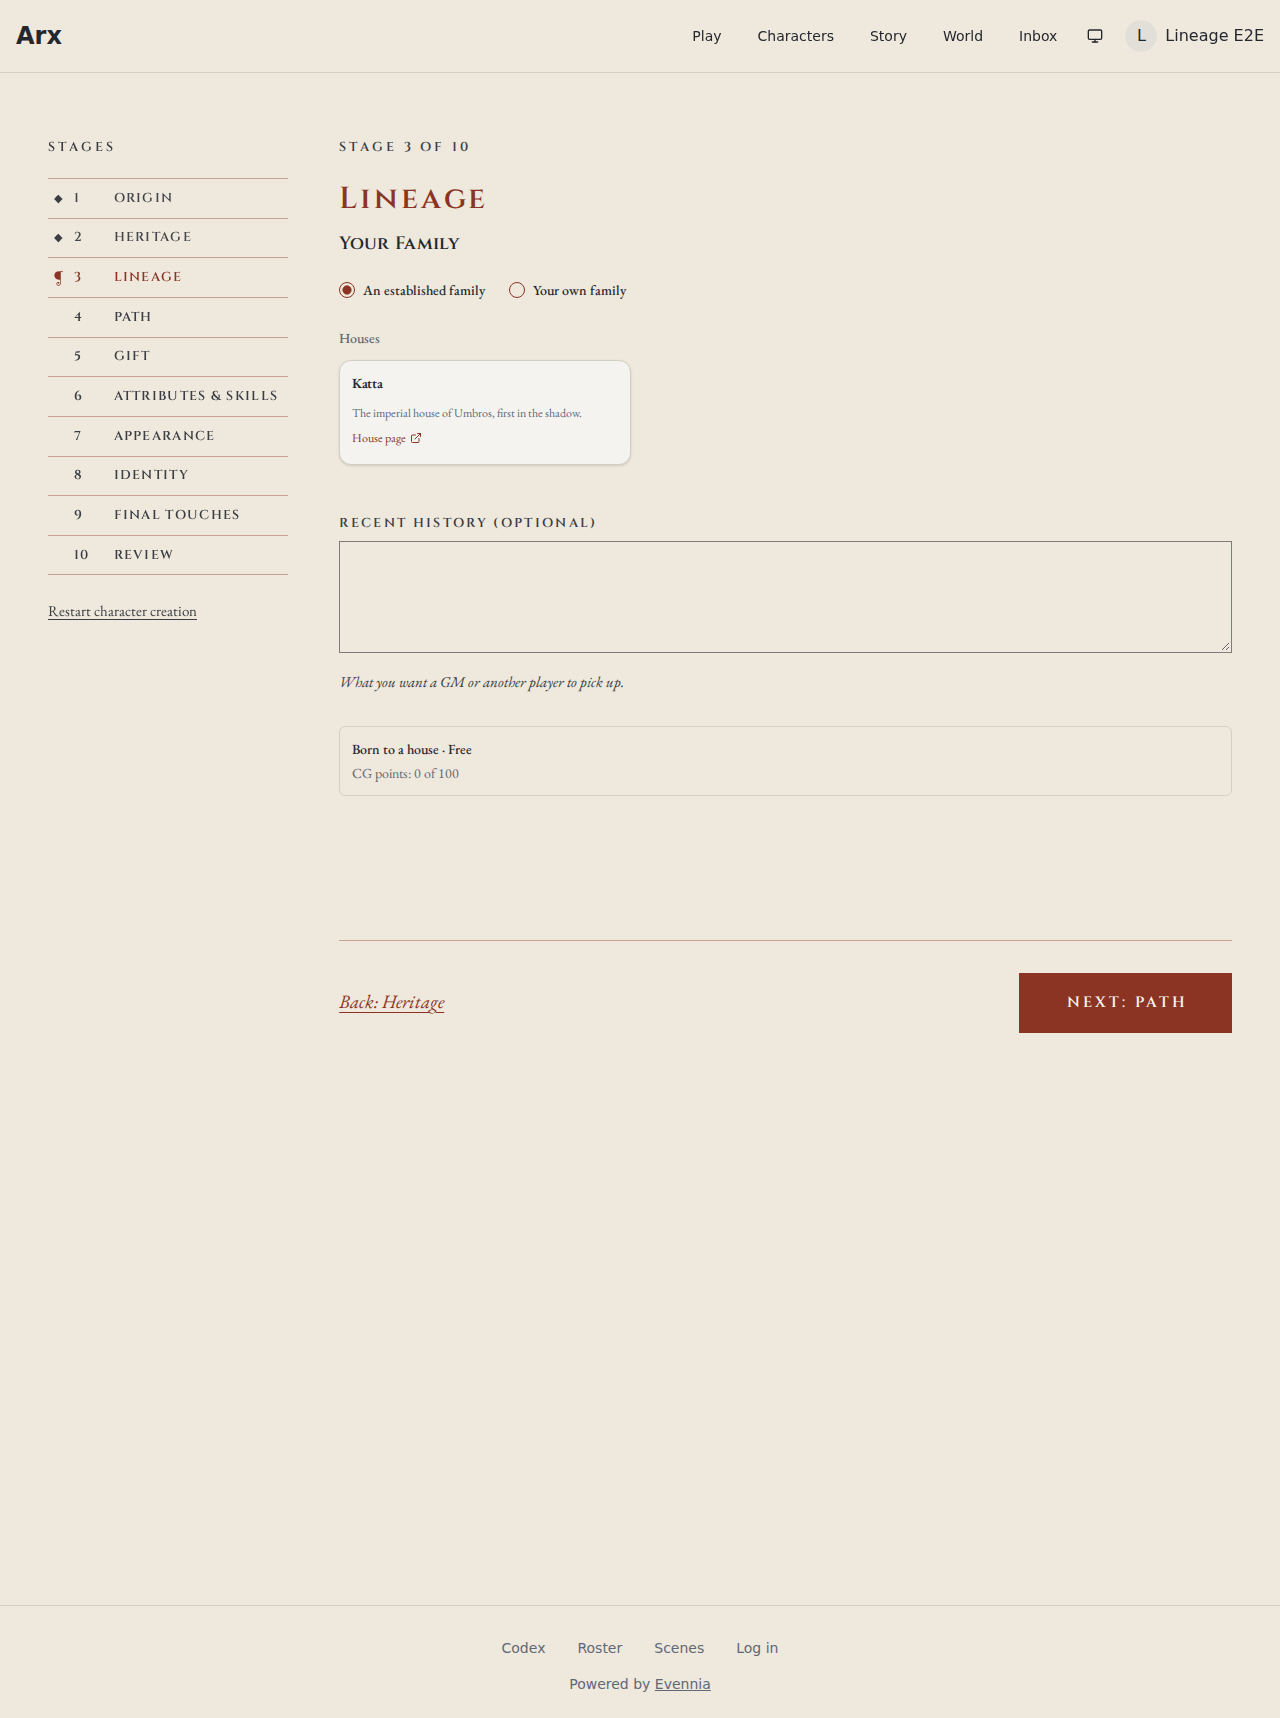 Arx
Play
Characters
Story
World
Inbox
L
Lineage E2E
STAGES
◆ 1 ORIGIN
◆ 2 HERITAGE
¶ 3 LINEAGE
4 PATH
5 GIFT
6 ATTRIBUTES & SKILLS
7 APPEARANCE
8 IDENTITY
9 FINAL TOUCHES
10 REVIEW
Restart character creation
STAGE 3 OF 10
LINEAGE
YOUR FAMILY
An established family
Your own family
Houses
Katta
The imperial house of Umbros, first in the shadow.
House page
RECENT HISTORY (OPTIONAL)
What you want a GM or another player to pick up.
Born to a house · Free
CG points: 0 of 100
Back: Heritage
NEXT: PATH
Codex
Roster
Scenes
Log in
Powered by Evennia